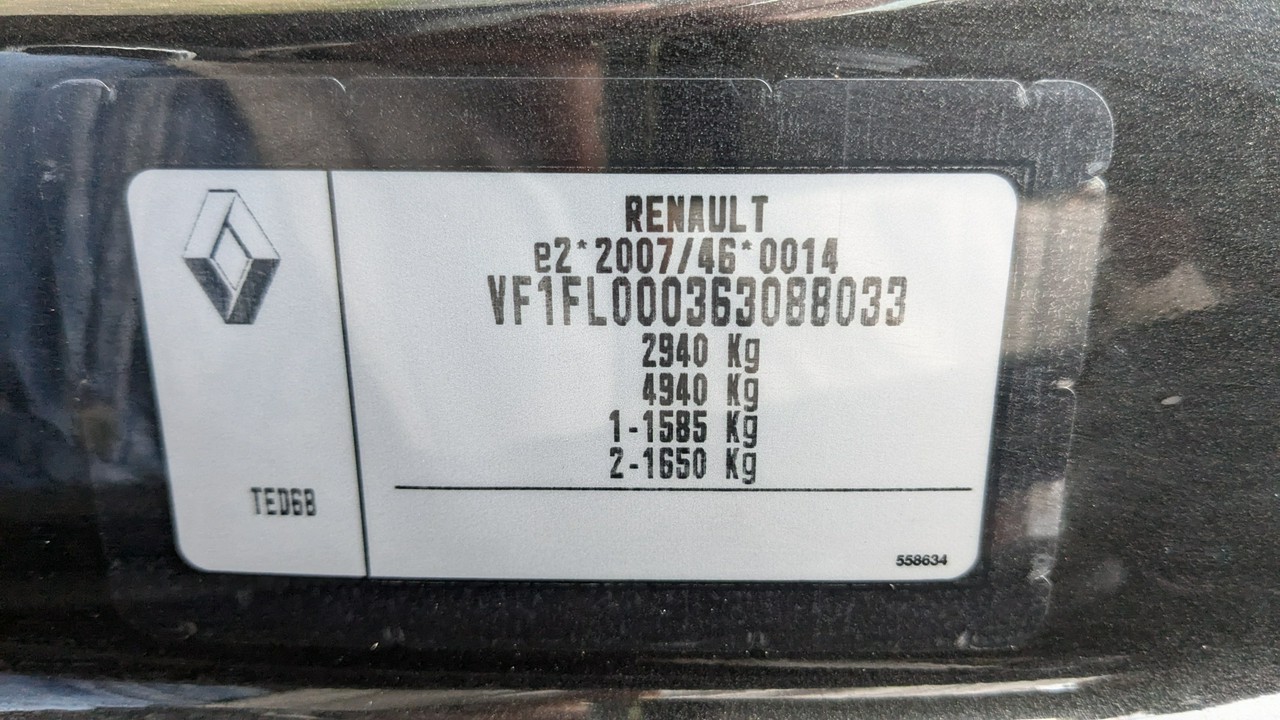 RENAULT
e2*2007/46*0014
VF1FL000363088033
2940 Kg
4940 Kg
1-1585 Kg
2-1650 Kg
TED68
558634